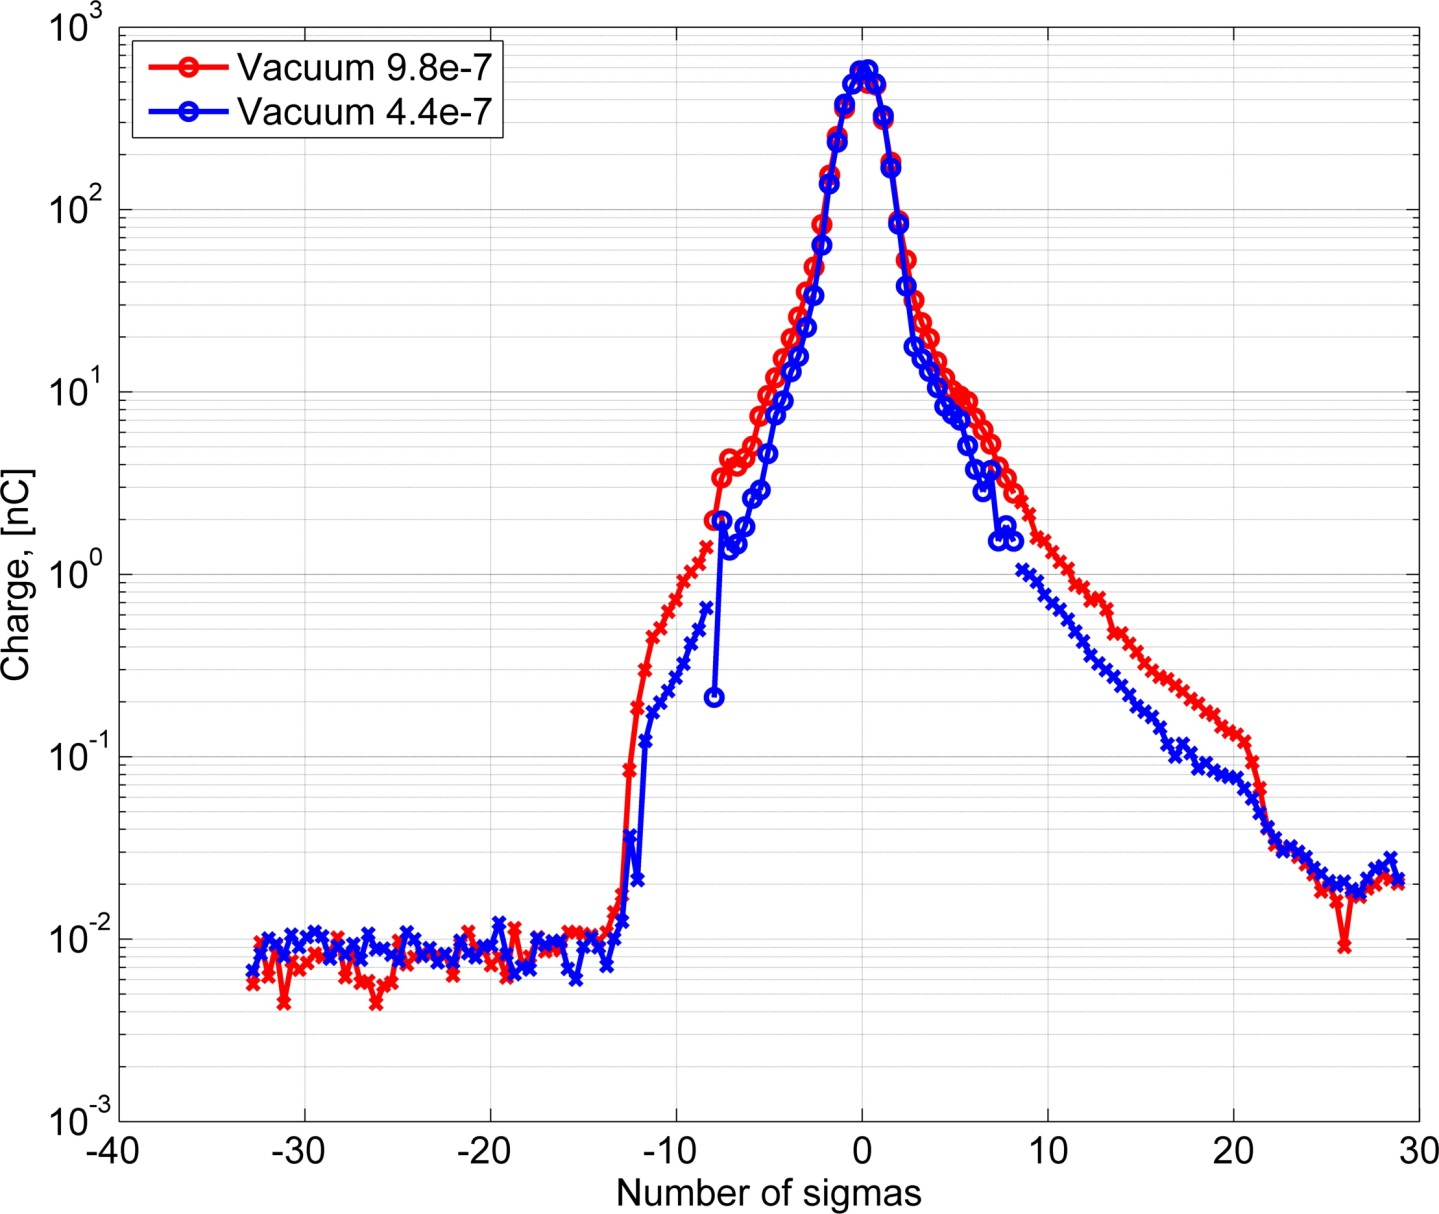 Vacuum 9.8e-7
Vacuum 4.4e-7
10^3
10^2
10^1
10^0
10^-1
10^-2
10^-3
Charge, [nC]
-40 -30 -20 -10 0 10 20 30
Number of sigmas